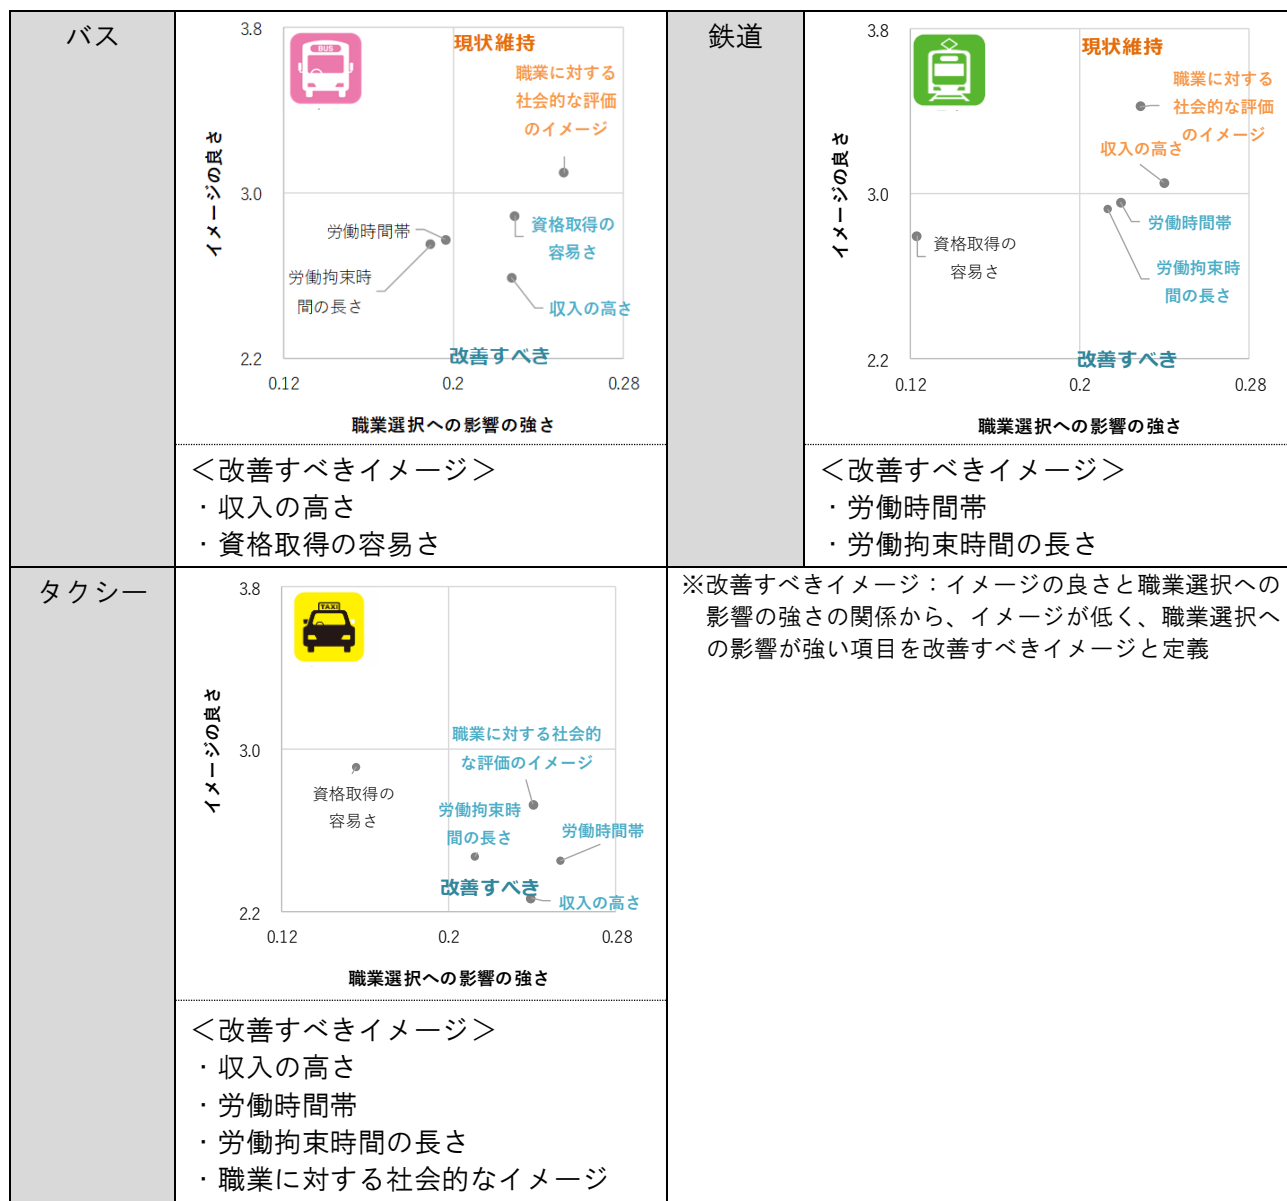 バス
3.8
BUS
現状維持
職業に対する
社会的な評価
のイメージ
イメージの良さ
3.0
労働時間帯
資格取得の
容易さ
労働拘束時
間の長さ
収入の高さ
改善すべき
2.2
0.12
0.2
0.28
職業選択への影響の強さ
＜改善すべきイメージ＞
・収入の高さ
・資格取得の容易さ
鉄道
3.8
現状維持
職業に対する
社会的な評価
のイメージ
収入の高さ
イメージの良さ
3.0
労働時間帯
資格取得の
容易さ
労働拘束時
間の長さ
改善すべき
2.2
0.12
0.2
0.28
職業選択への影響の強さ
＜改善すべきイメージ＞
・労働時間帯
・労働拘束時間の長さ
タクシー
3.8
TAXI
イメージの良さ
職業に対する社会的
な評価のイメージ
3.0
資格取得の
容易さ
労働拘束時
間の長さ
労働時間帯
改善すべき
収入の高さ
2.2
0.12
0.2
0.28
職業選択への影響の強さ
＜改善すべきイメージ＞
・収入の高さ
・労働時間帯
・労働拘束時間の長さ
・職業に対する社会的なイメージ
※改善すべきイメージ：イメージの良さと職業選択への
影響の強さの関係から、イメージが低く、職業選択へ
の影響が強い項目を改善すべきイメージと定義